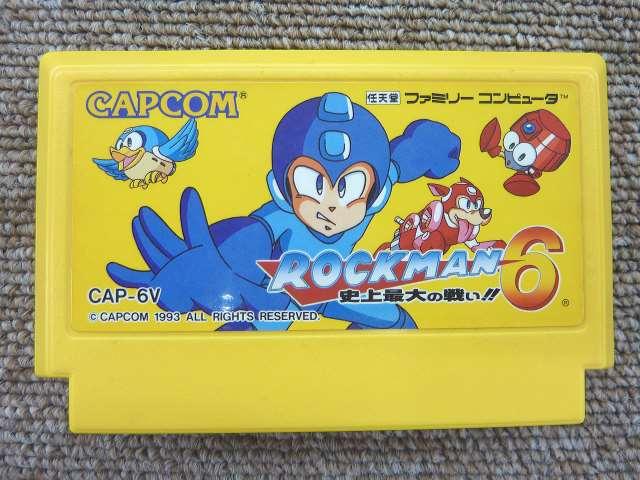 CAPCOM®
任天堂 ファミリー コンピュータ™
ROCKMAN 6
史上最大の戦い!! ®
CAP-6V
© CAPCOM 1993 ALL RIGHTS RESERVED.